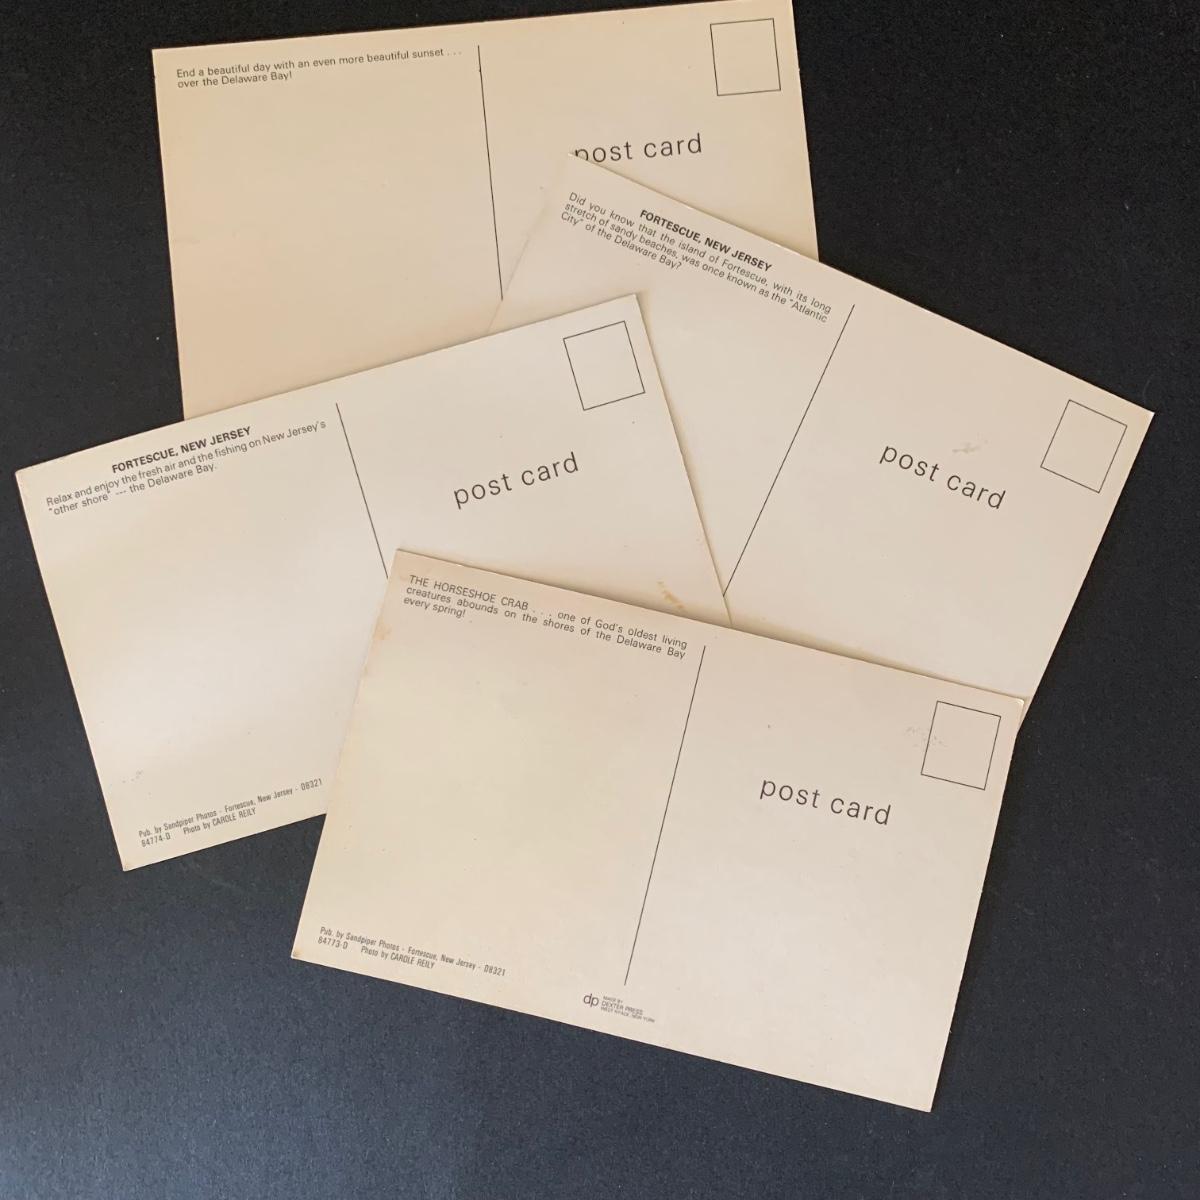 End a beautiful day with an even more beautiful sunset . . .
over the Delaware Bay!
post card
FORTESCUE, NEW JERSEY
Did you know that the island of Fortescue, with its long
stretch of sandy beaches, was once known as the "Atlantic
City" of the Delaware Bay?
post card
FORTESCUE, NEW JERSEY
Relax and enjoy the fresh air and the fishing on New Jersey's
"other shore" --- the Delaware Bay.
post card
Pub. by Sandpiper Photos - Fortescue, New Jersey - 08321
84774-D Photo by CAROLE REILY
THE HORSESHOE CRAB . . . one of God's oldest living
creatures abounds on the shores of the Delaware Bay
every spring!
post card
Pub. by Sandpiper Photos - Fortescue, New Jersey - 08321
84773-D Photo by CAROLE REILY
dp MADE BY
DEXTER PRESS
WEST NYACK, NEW YORK